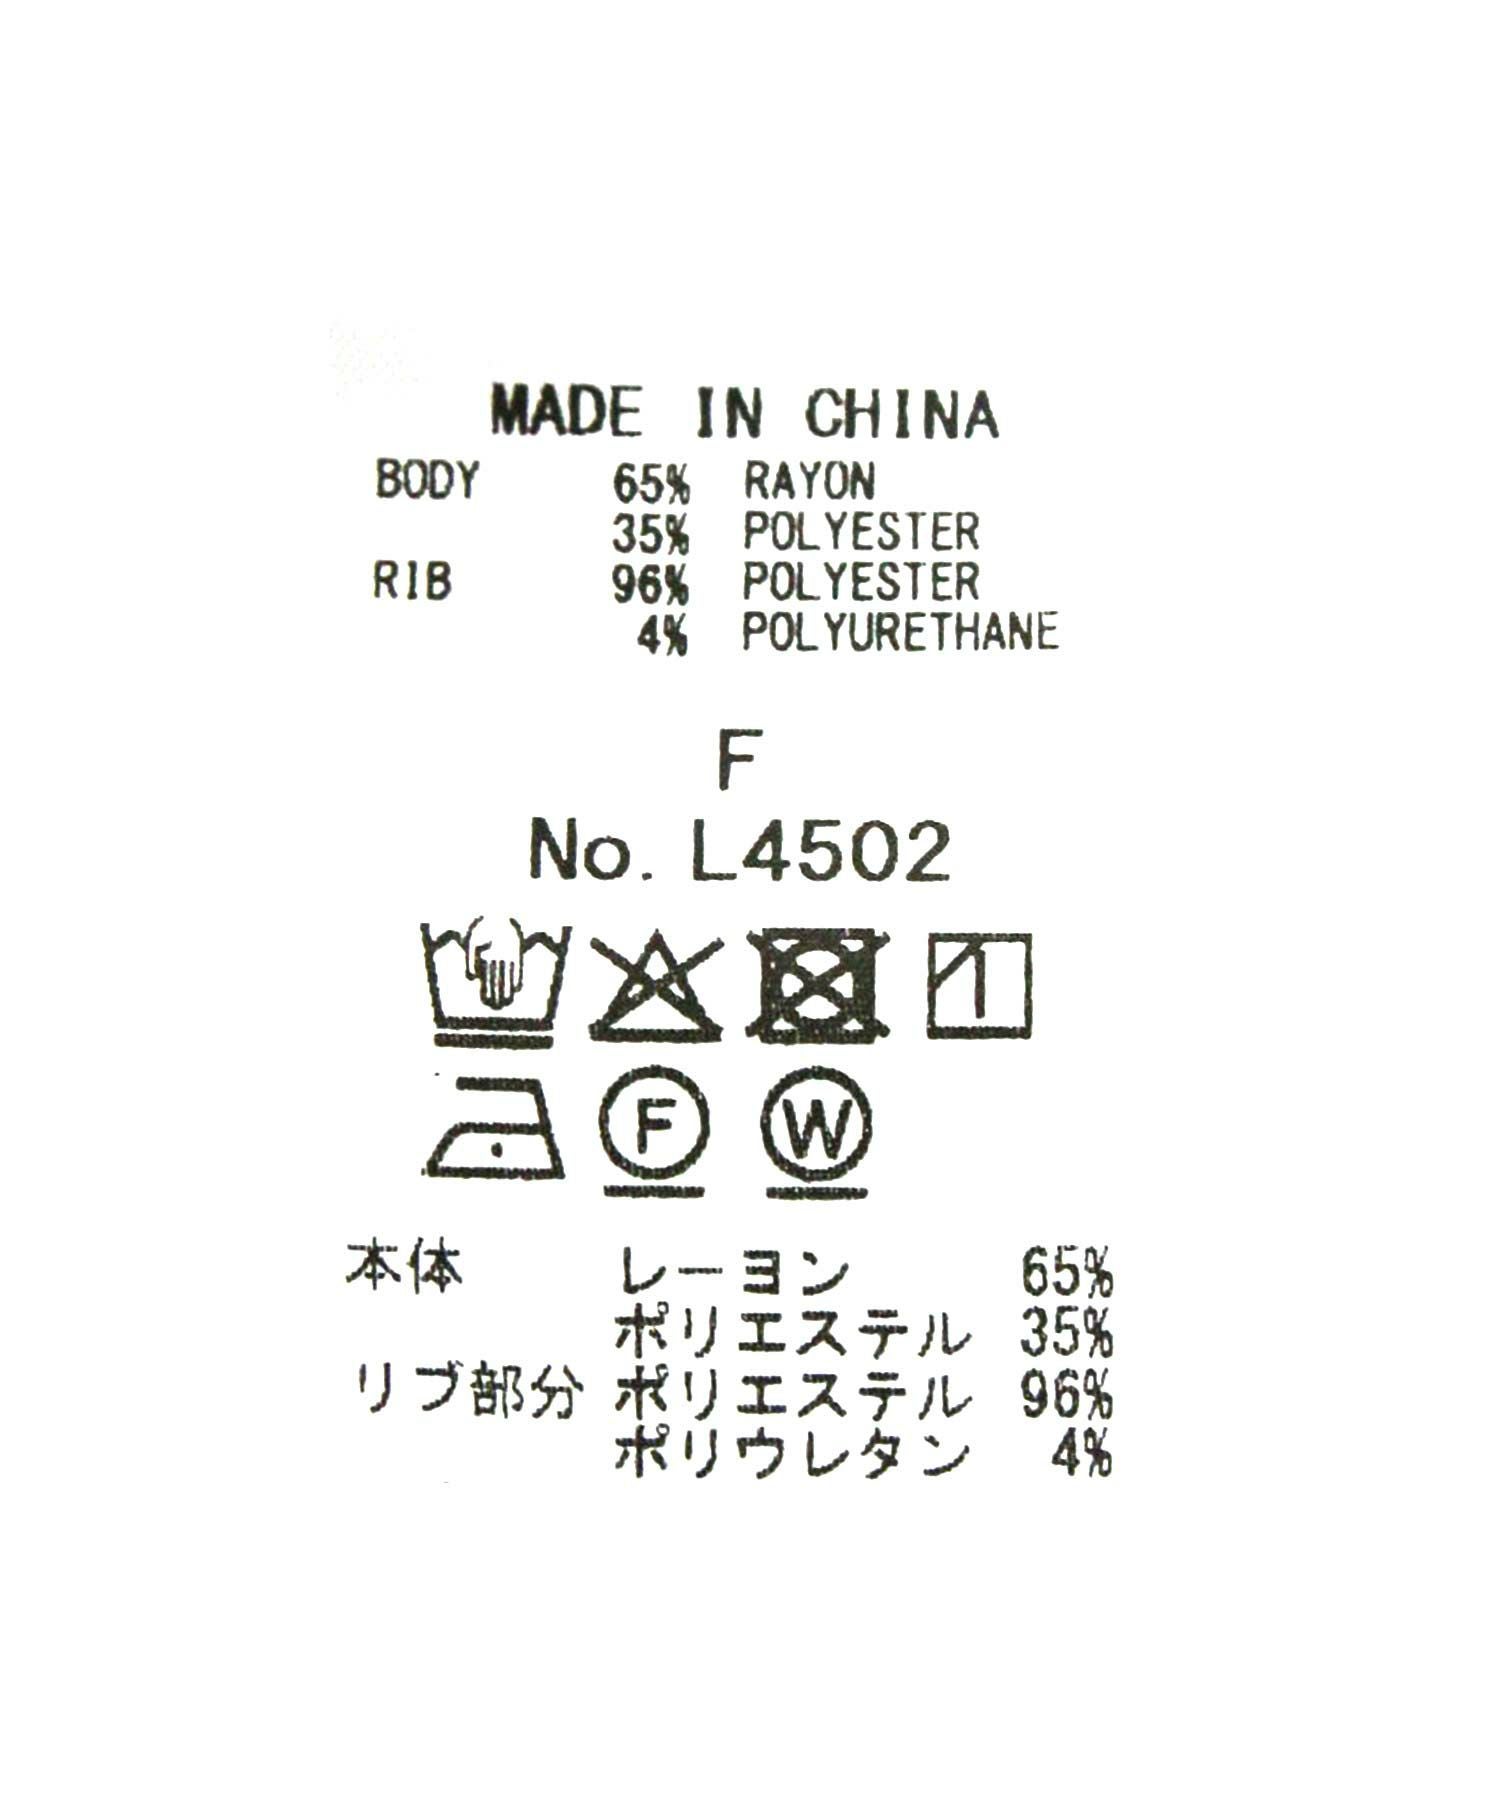 MADE IN CHINA
BODY 65% RAYON
35% POLYESTER
RIB 96% POLYESTER
4% POLYURETHANE
F
No. L4502
F W
本体 レーヨン 65%
ポリエステル 35%
リブ部分 ポリエステル 96%
ポリウレタン 4%